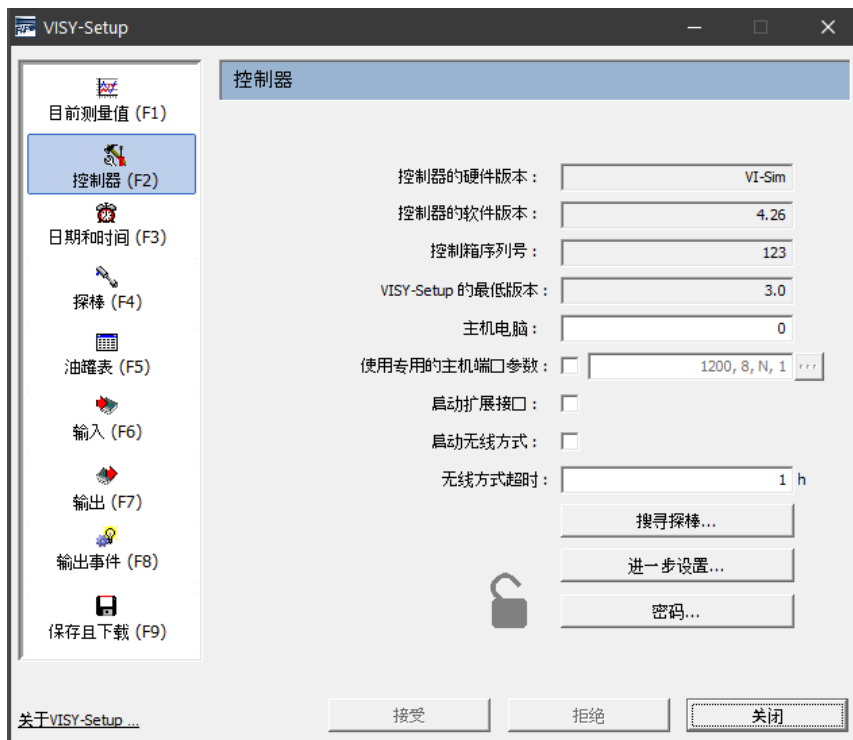 VISY-Setup
目前测量值 (F1)
控制器 (F2)
日期和时间 (F3)
探棒 (F4)
油罐表 (F5)
输入 (F6)
输出 (F7)
输出事件 (F8)
保存且下载 (F9)
控制器
控制器的硬件版本： VI-Sim
控制器的软件版本： 4.26
控制箱序列号： 123
VISY-Setup 的最低版本： 3.0
主机电脑： 0
使用专用的主机端口参数： 1200, 8, N, 1 ...
启动扩展接口：
启动无线方式：
无线方式超时： 1 h
搜寻探棒...
进一步设置...
密码...
关于VISY-Setup ...
接受 拒绝 关闭